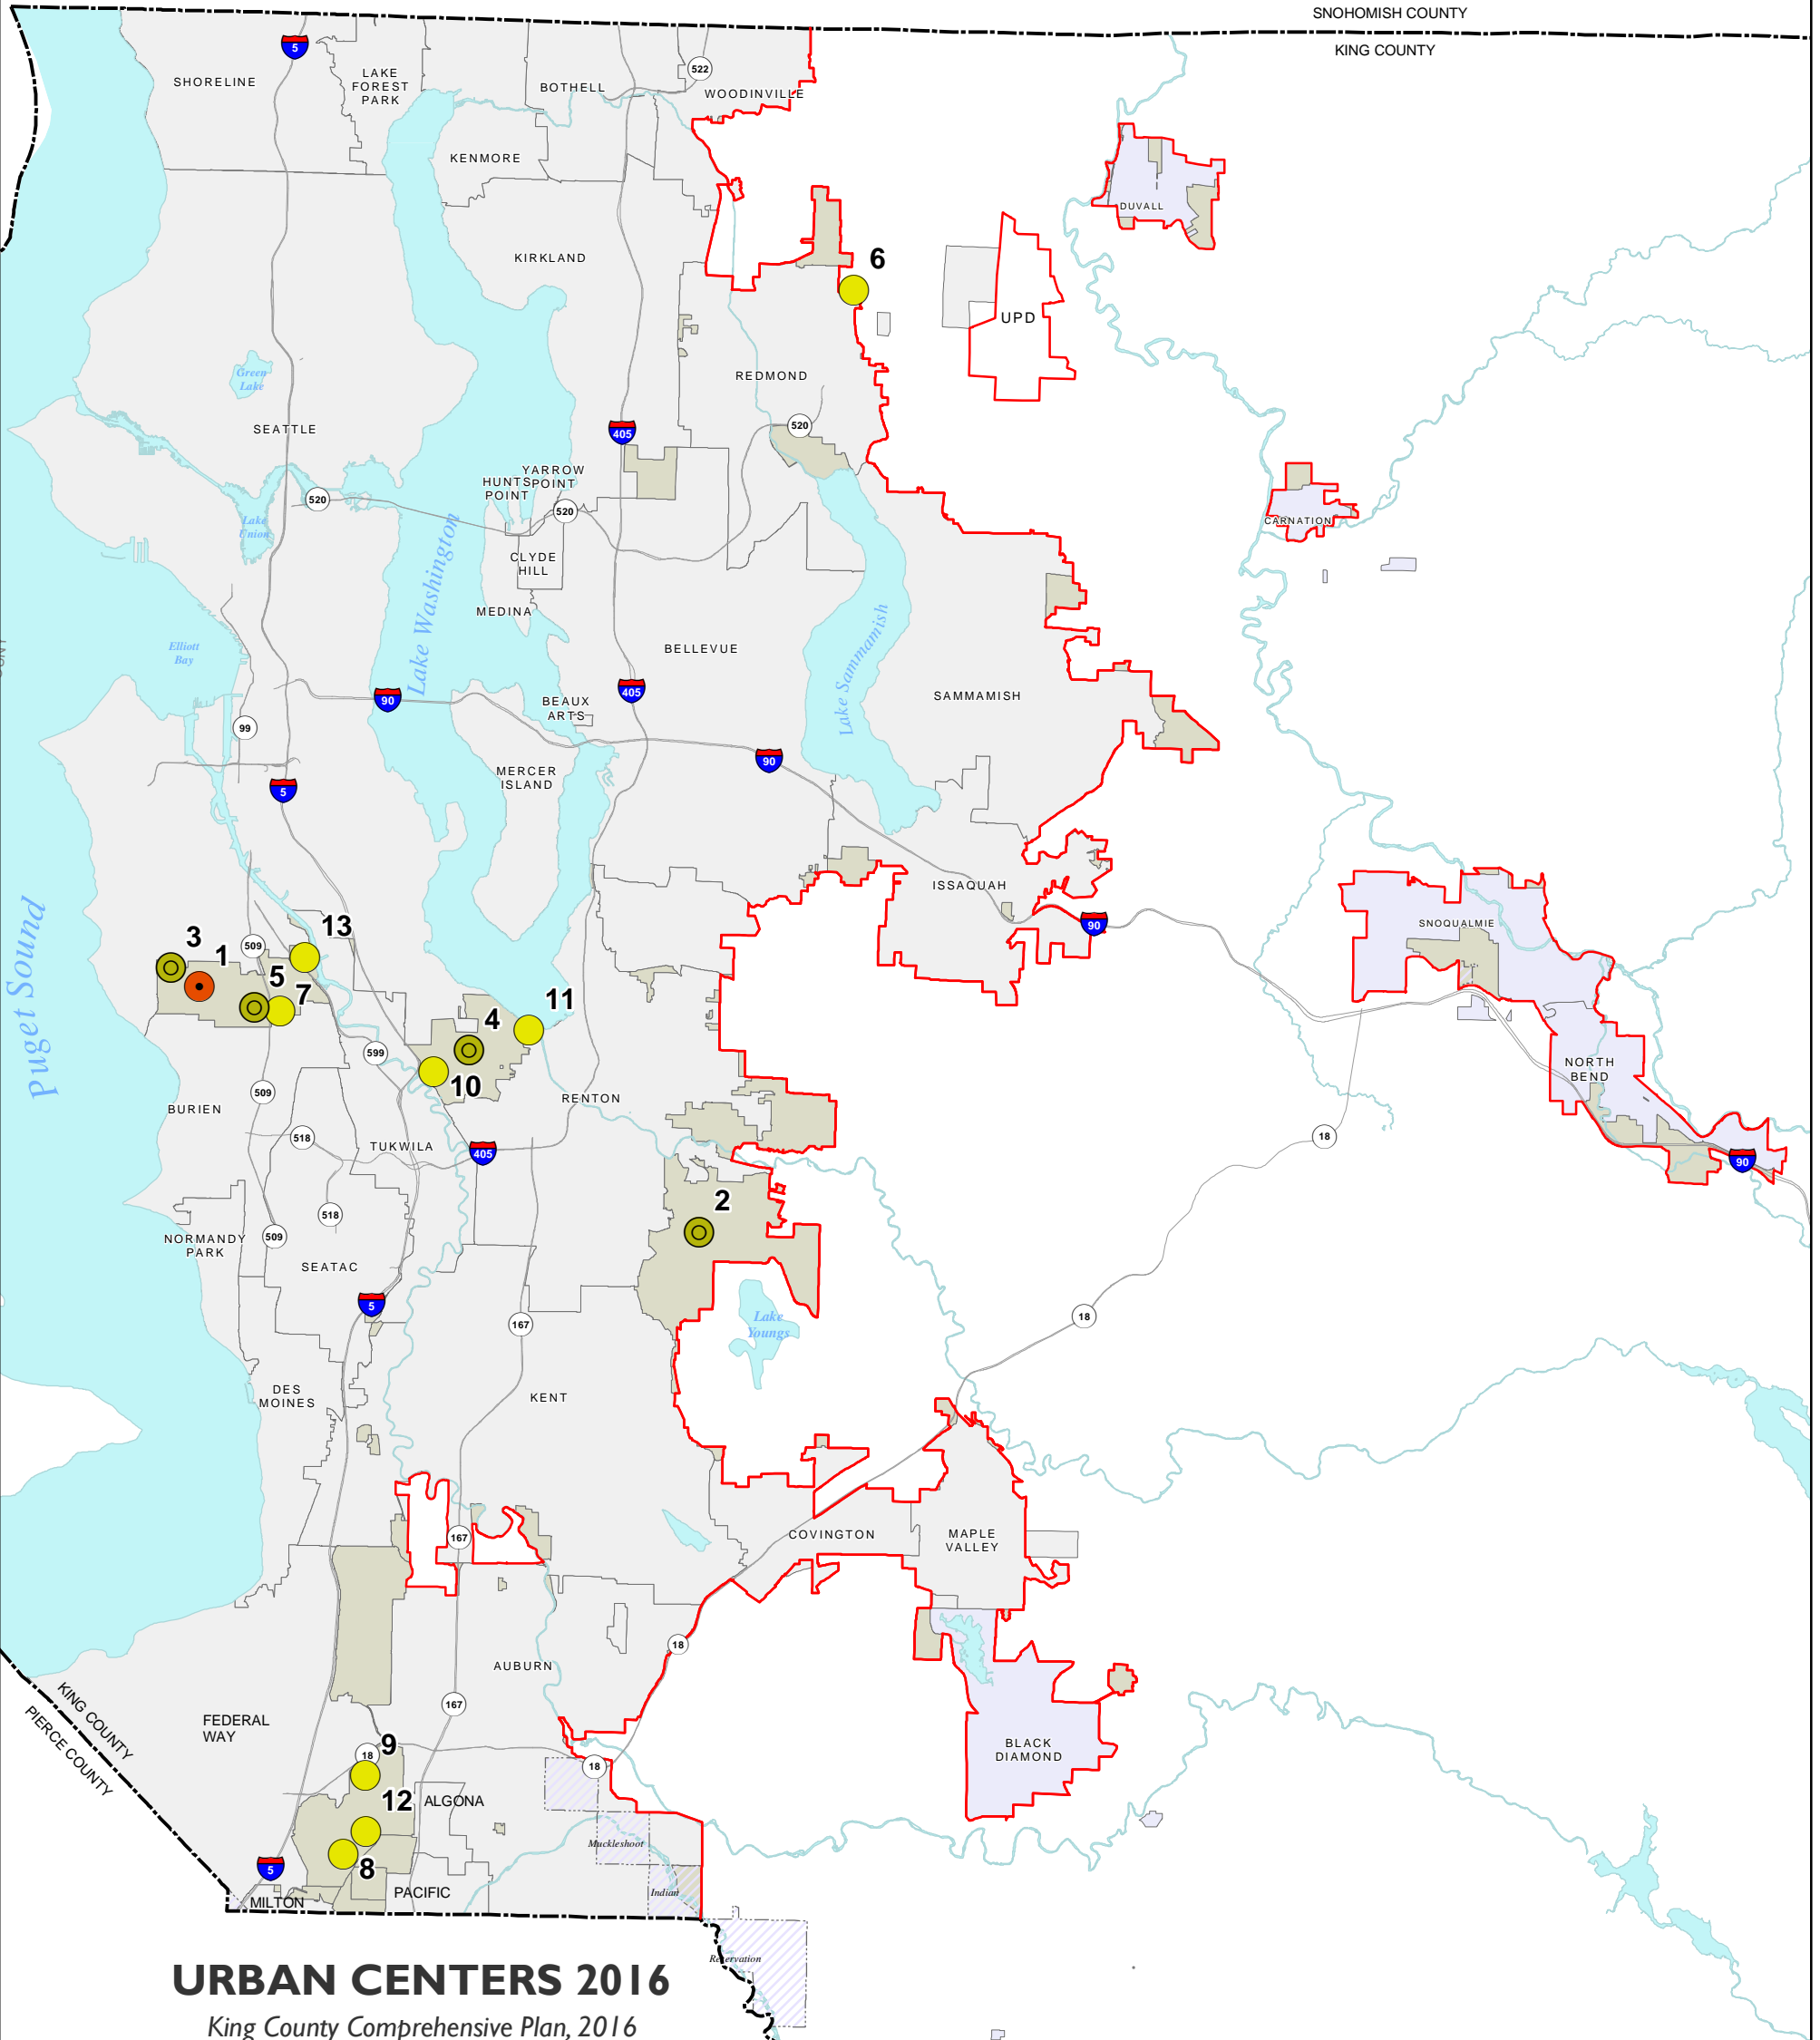 SNOHOMISH COUNTY
KING COUNTY
5
522
SHORELINE
LAKE
FOREST
PARK
BOTHELL
WOODINVILLE
KENMORE
DUVALL
KIRKLAND
6
UPD
Green
Lake
REDMOND
SEATTLE
405
520
YARROW
POINT
HUNTS
POINT
520
520
Lake
Union
CARNATION
CLYDE
HILL
Lake Washington
MEDINA
Elliott
Bay
BELLEVUE
Lake Sammamish
405
90
SAMMAMISH
BEAUX
ARTS
99
90
MERCER
ISLAND
5
ISSAQUAH
90
SNOQUALMIE
Puget Sound
13
3
509
1
5
7
11
4
599
10
NORTH
BEND
509
BURIEN
RENTON
518
TUKWILA
405
18
90
2
518
509
NORMANDY
PARK
SEATAC
5
Lake
Youngs
167
18
DES
MOINES
KENT
167
COVINGTON
MAPLE
VALLEY
18
AUBURN
KING COUNTY
PIERCE COUNTY
167
FEDERAL
WAY
9
18
18
BLACK
DIAMOND
12
ALGONA
Muckleshoot
5
8
PACIFIC
Indian
MILTON
Reservation
URBAN CENTERS 2016
King County Comprehensive Plan, 2016